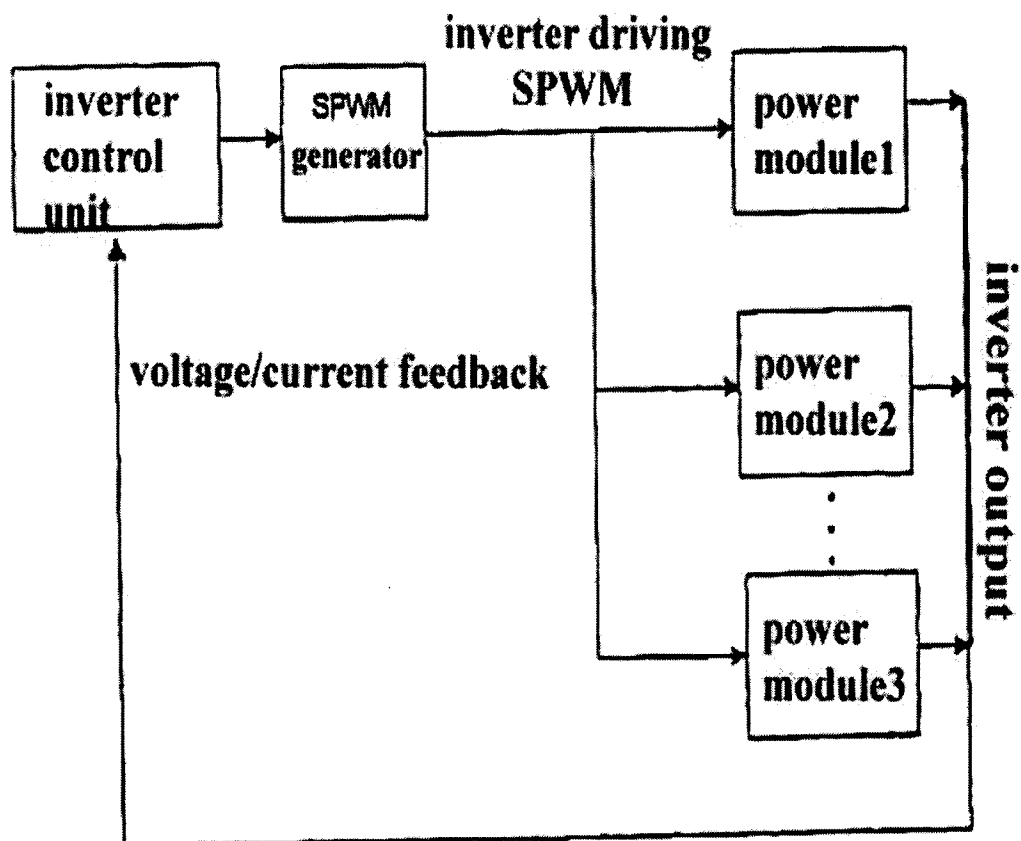 inverter driving
SPWM
inverter
control
unit
SPWM
generator
power
module1
voltage/current feedback
power
module2
power
module3
inverter output